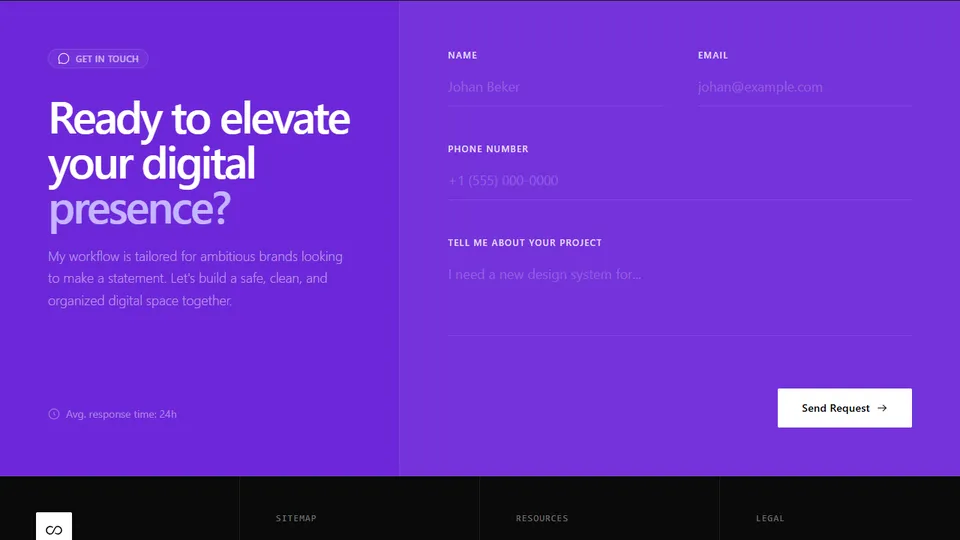 GET IN TOUCH
Ready to elevate
your digital
presence?
My workflow is tailored for ambitious brands looking
to make a statement. Let's build a safe, clean, and
organized digital space together.
Avg. response time: 24h
NAME
Johan Beker
EMAIL
johan@example.com
PHONE NUMBER
+1 (555) 000-0000
TELL ME ABOUT YOUR PROJECT
I need a new design system for...
Send Request
SITEMAP
RESOURCES
LEGAL